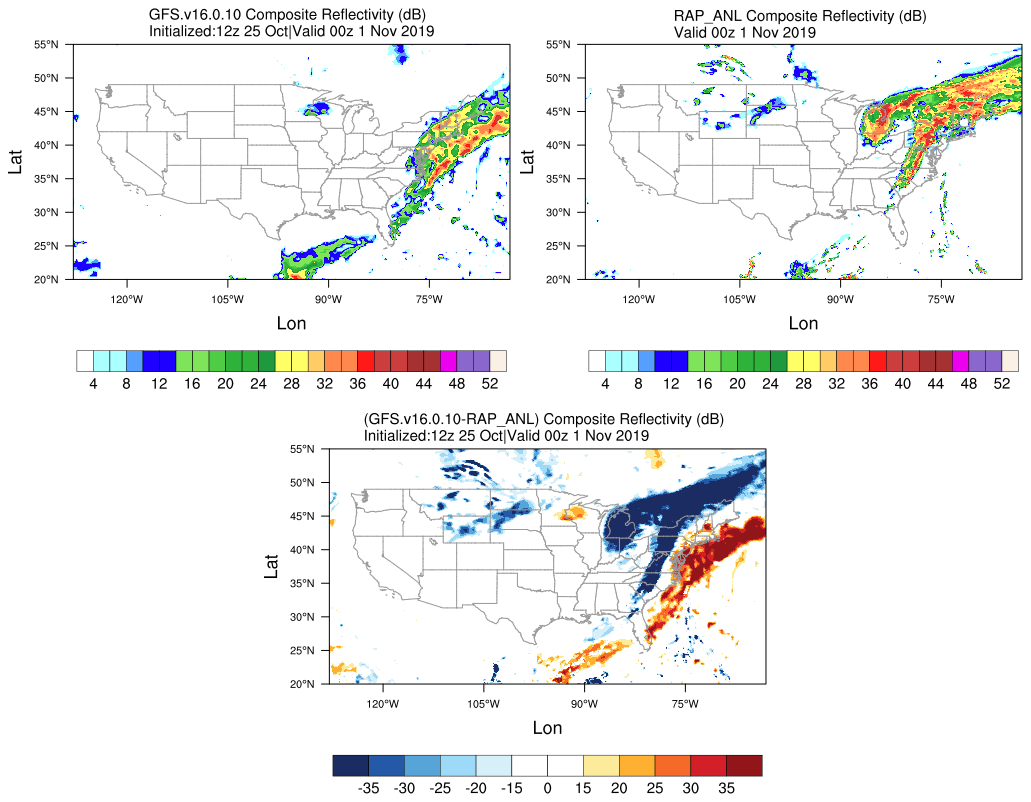 GFS.v16.0.10 Composite Reflectivity (dB)
Initialized:12z 25 Oct|Valid 00z 1 Nov 2019
55°N
50°N
45°N
40°N
35°N
30°N
25°N
20°N
Lat
120°W 105°W 90°W 75°W
Lon
4 8 12 16 20 24 28 32 36 40 44 48 52
RAP_ANL Composite Reflectivity (dB)
Valid 00z 1 Nov 2019
55°N
50°N
45°N
40°N
35°N
30°N
25°N
20°N
Lat
120°W 105°W 90°W 75°W
Lon
4 8 12 16 20 24 28 32 36 40 44 48 52
(GFS.v16.0.10-RAP_ANL) Composite Reflectivity (dB)
Initialized:12z 25 Oct|Valid 00z 1 Nov 2019
55°N
50°N
45°N
40°N
35°N
30°N
25°N
20°N
Lat
120°W 105°W 90°W 75°W
Lon
-35 -30 -25 -20 -15 0 15 20 25 30 35